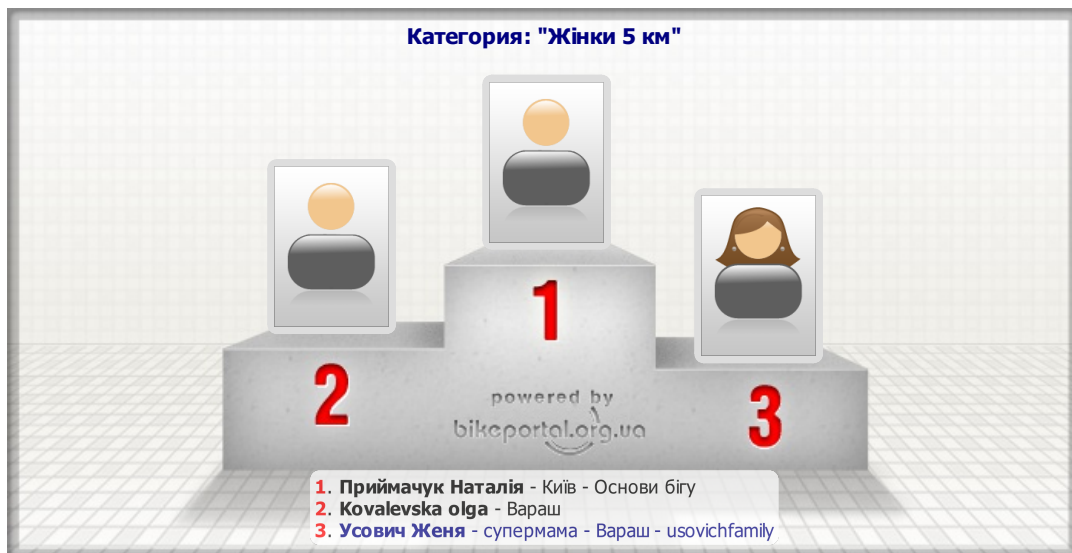 Категория: "Жінки 5 км"
1
2
3
powered by
bikeportal.org.ua
1. Приймачук Наталія - Київ - Основи бігу
2. Kovalevska olga - Вараш
3. Усович Женя - супермама - Вараш - usovichfamily